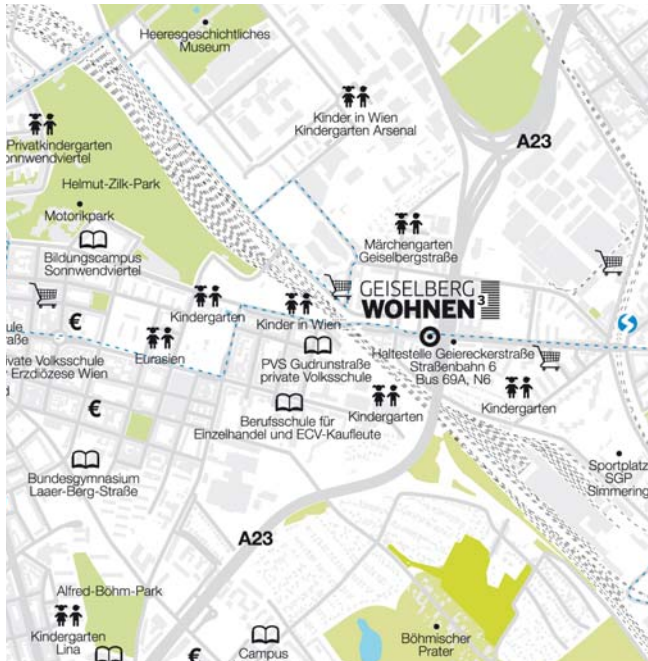 Heeresgeschichtliches
Museum
Kinder in Wien
Kindergarten Arsenal
A23
Privatkindergarten
onnwendviertel
Helmut-Zilk-Park
Motorikpark
Bildungscampus
Sonnwendviertel
Märchengarten
Geiselbergstraße
GEISELBERG
WOHNEN³
Kindergarten
Kinder in Wien
ule
raße
€
Eurasien
Haltestelle Geiereckerstraße
Straßenbahn 6
Bus 69A, N6
ivate Volksschule
Erzdiözese Wien
PVS Gudrunstraße
private Volksschule
Kindergarten
Kindergarten
€
Berufsschule für
Einzelhandel und ECV-Kaufleute
Bundesgymnasium
Laaer-Berg-Straße
Sportplatz
SGP
Simmering
A23
Alfred-Böhm-Park
Kindergarten
Lina
€
Campus
Böhmischer
Prater